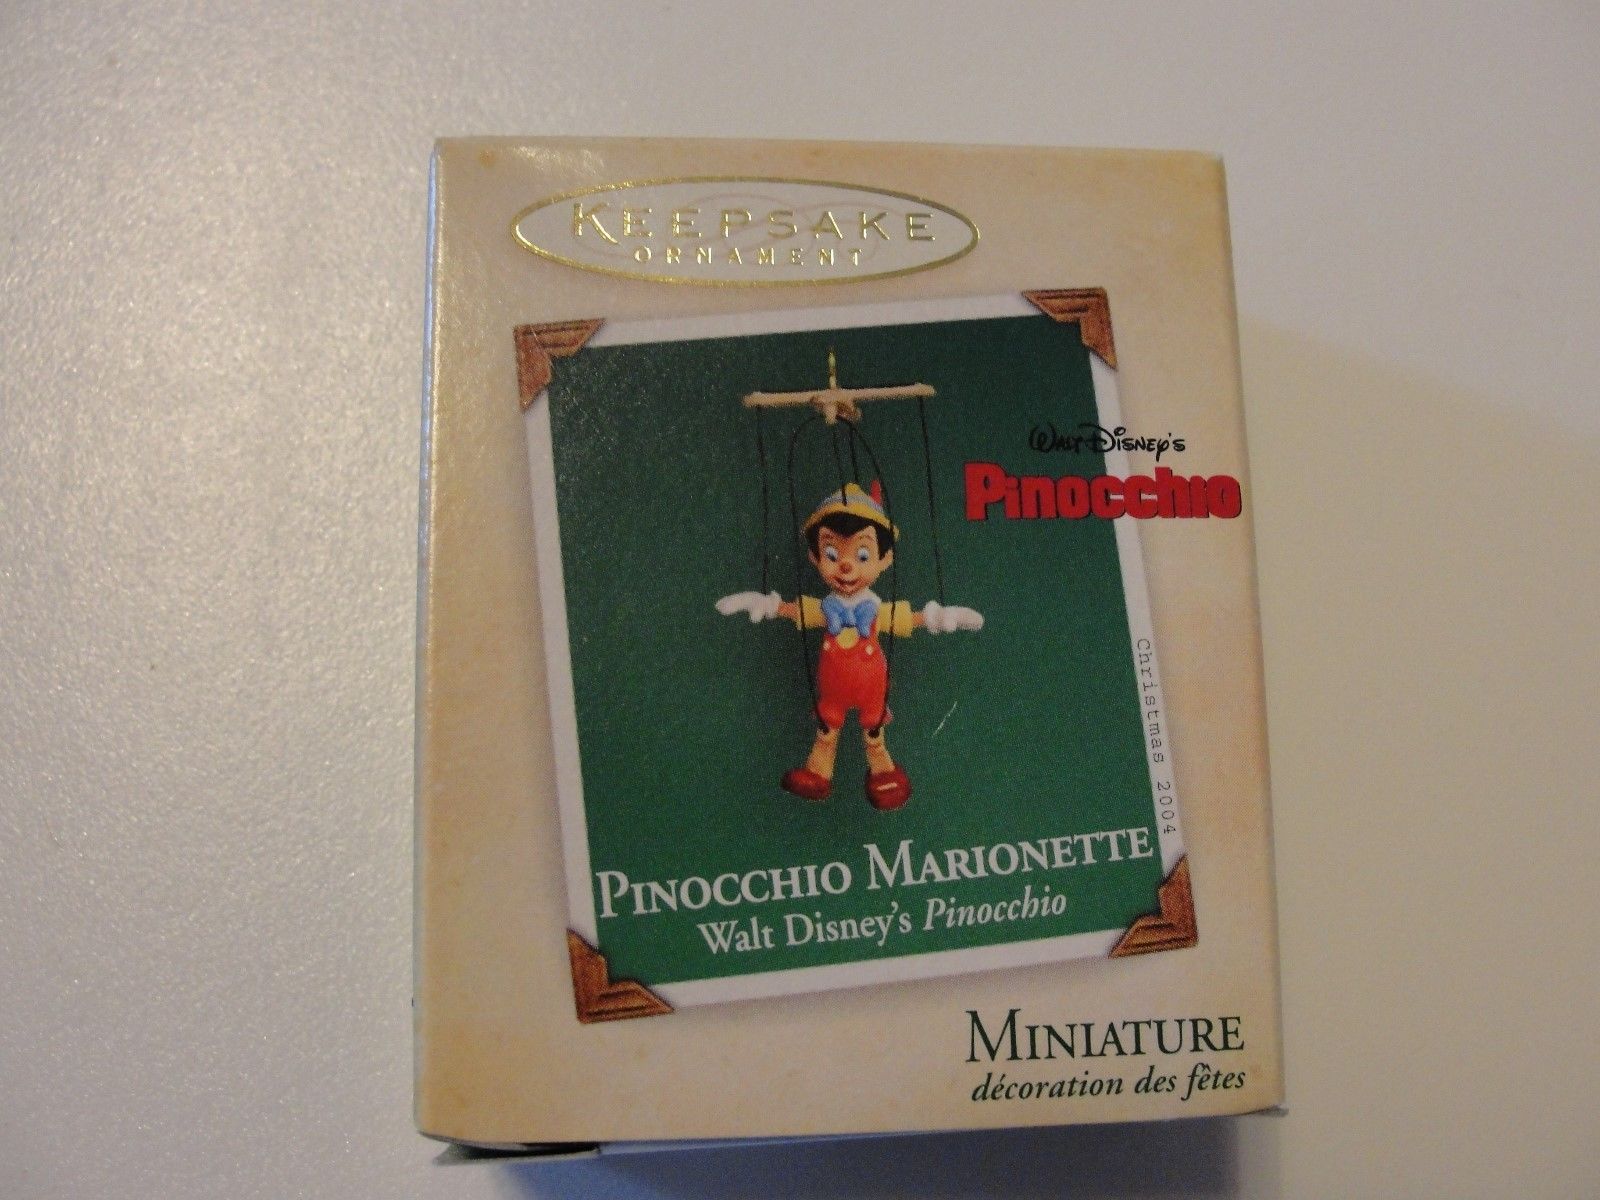 KEEPSAKE
ORNAMENT
WALT DISNEY'S
Pinocchio
Christmas 2004
PINOCCHIO MARIONETTE
Walt Disney's Pinocchio
MINIATURE
décoration des fêtes